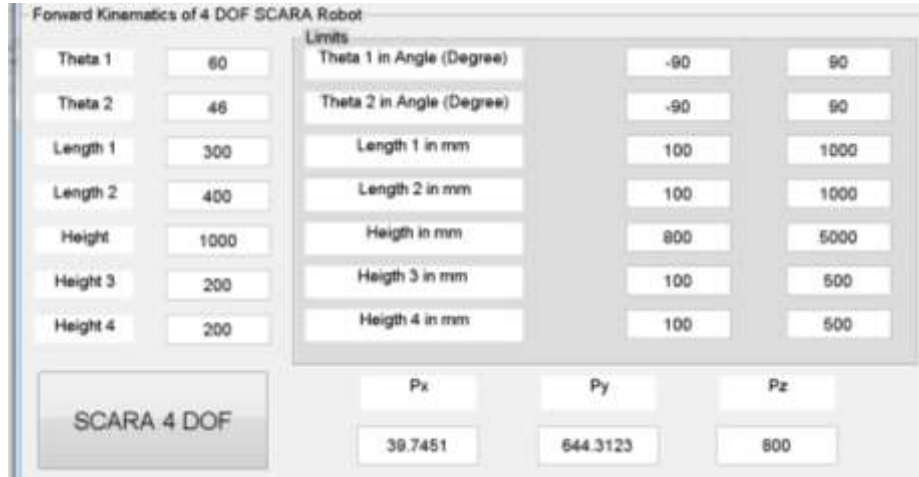 Forward Kinematics of 4 DOF SCARA Robot
Limits
Theta 1 60 Theta 1 in Angle (Degree) -90 90
Theta 2 46 Theta 2 in Angle (Degree) -90 90
Length 1 300 Length 1 in mm 100 1000
Length 2 400 Length 2 in mm 100 1000
Height 1000 Heigth in mm 800 5000
Height 3 200 Heigth 3 in mm 100 500
Height 4 200 Heigth 4 in mm 100 500
Px Py Pz
SCARA 4 DOF
39.7451 644.3123 800